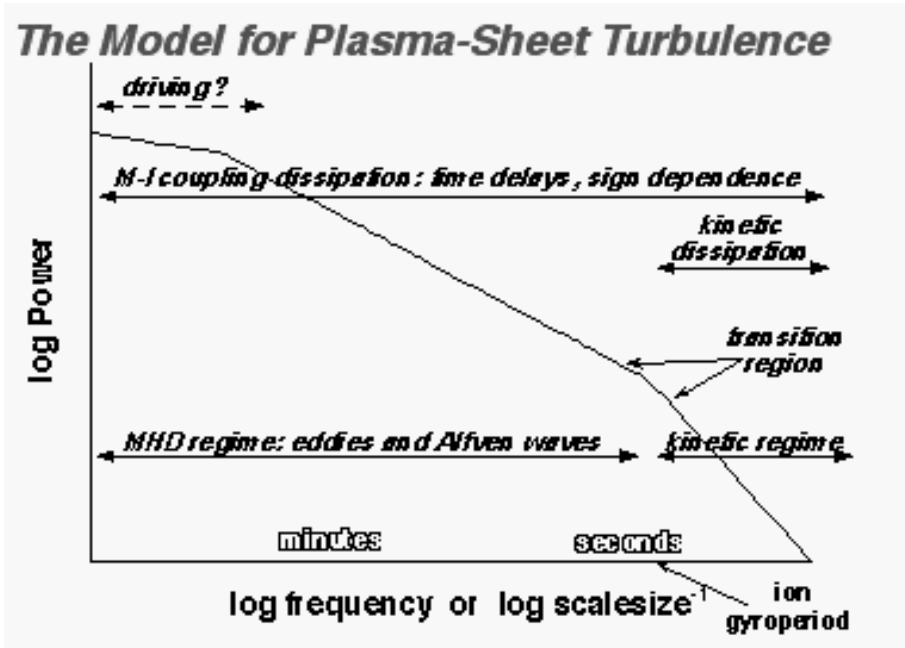 The Model for Plasma-Sheet Turbulence
driving?
M-I coupling-dissipation: time delays, sign dependence
kinetic
dissipation
log Power
transition
region
MHD regime: eddies and Alfven waves
kinetic regime
minutes
seconds
log frequency or log scalesize⁻¹
ion
gyroperiod